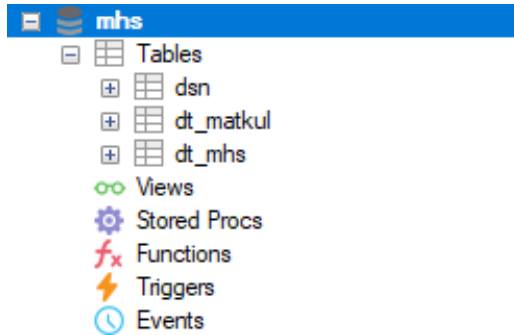 mhs
Tables
dsn
dt_matkul
dt_mhs
Views
Stored Procs
Functions
Triggers
Events